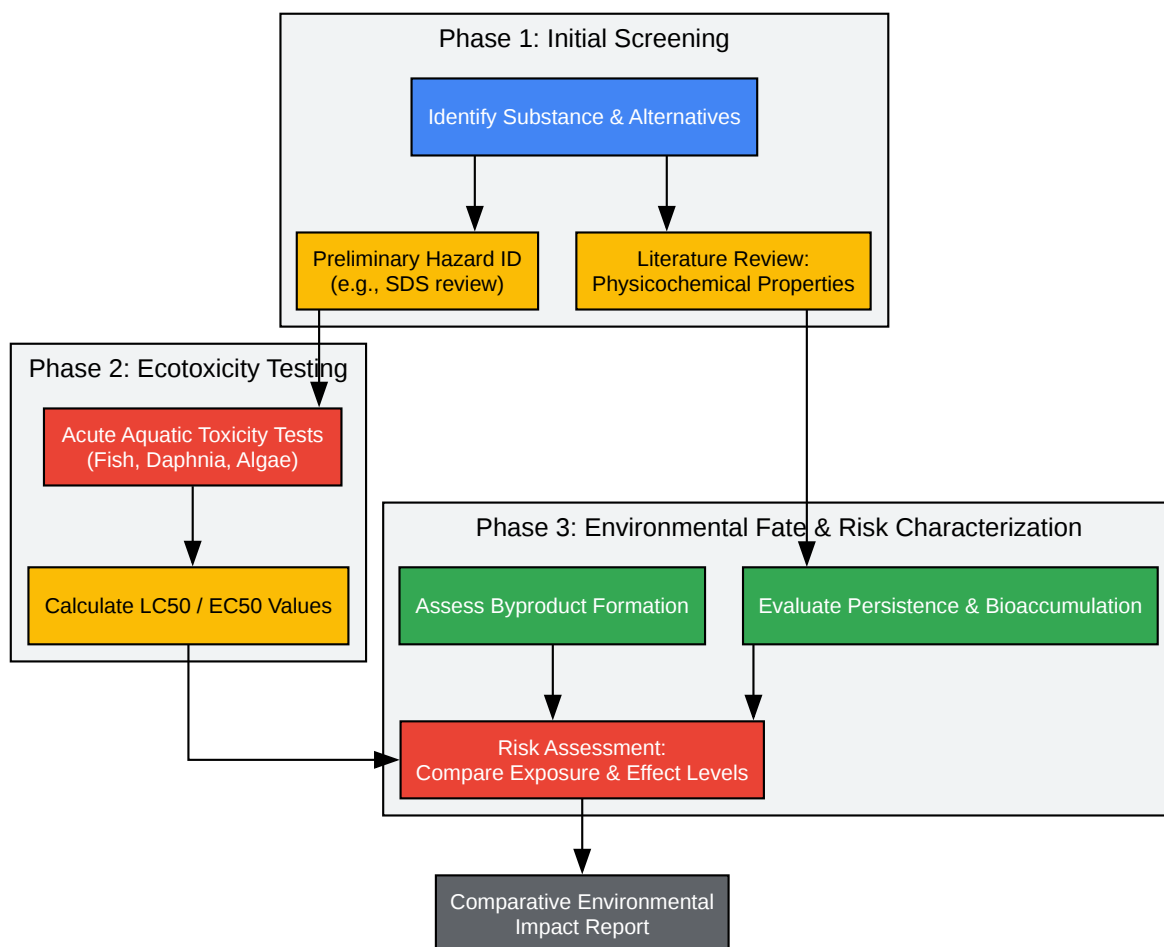 Phase 1: Initial Screening
Identify Substance & Alternatives
Preliminary Hazard ID
(e.g., SDS review)
Literature Review:
Physicochemical Properties
Phase 2: Ecotoxicity Testing
Acute Aquatic Toxicity Tests
(Fish, Daphnia, Algae)
Calculate LC50 / EC50 Values
Phase 3: Environmental Fate & Risk Characterization
Assess Byproduct Formation
Evaluate Persistence & Bioaccumulation
Risk Assessment:
Compare Exposure & Effect Levels
Comparative Environmental
Impact Report